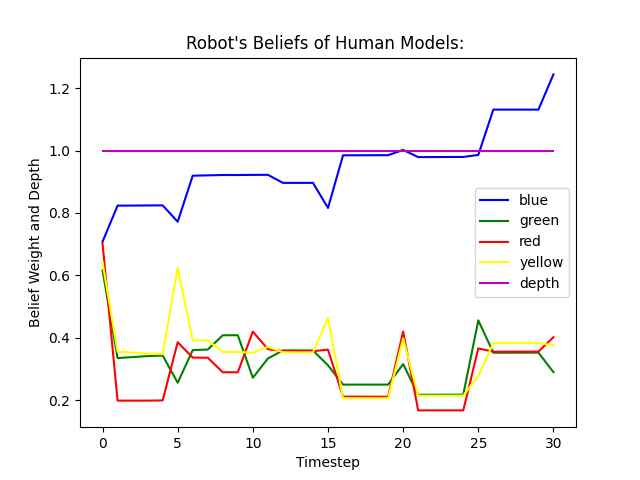 Robot's Beliefs of Human Models:
Belief Weight and Depth
1.2
1.0
0.8
0.6
0.4
0.2
blue
green
red
yellow
depth
0 5 10 15 20 25 30
Timestep